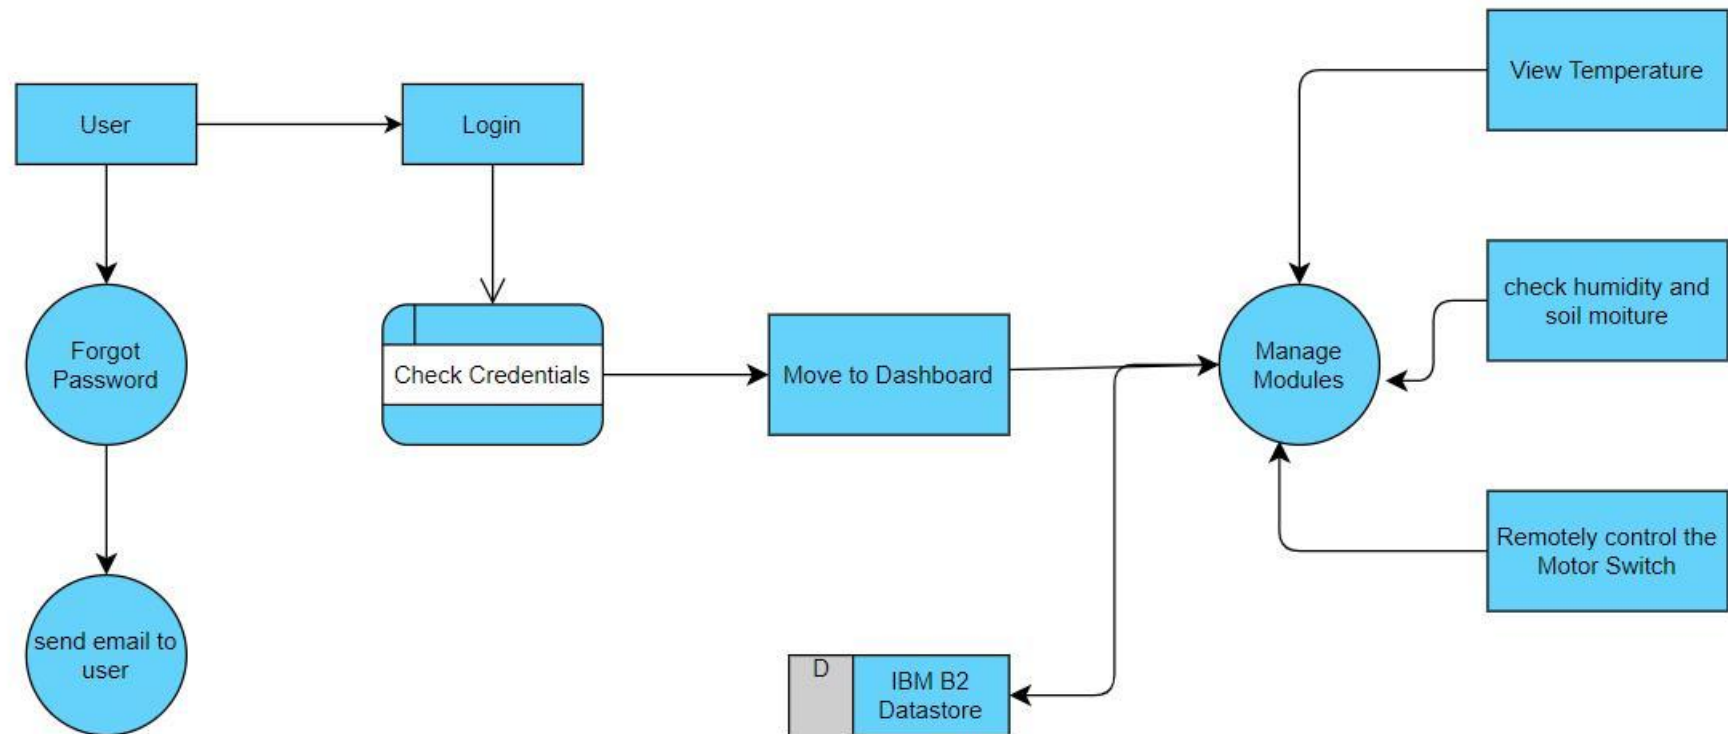 User
Login
Forgot
Password
send email to
user
Check Credentials
Move to Dashboard
D
IBM B2
Datastore
Manage
Modules
View Temperature
check humidity and
soil moiture
Remotely control the
Motor Switch